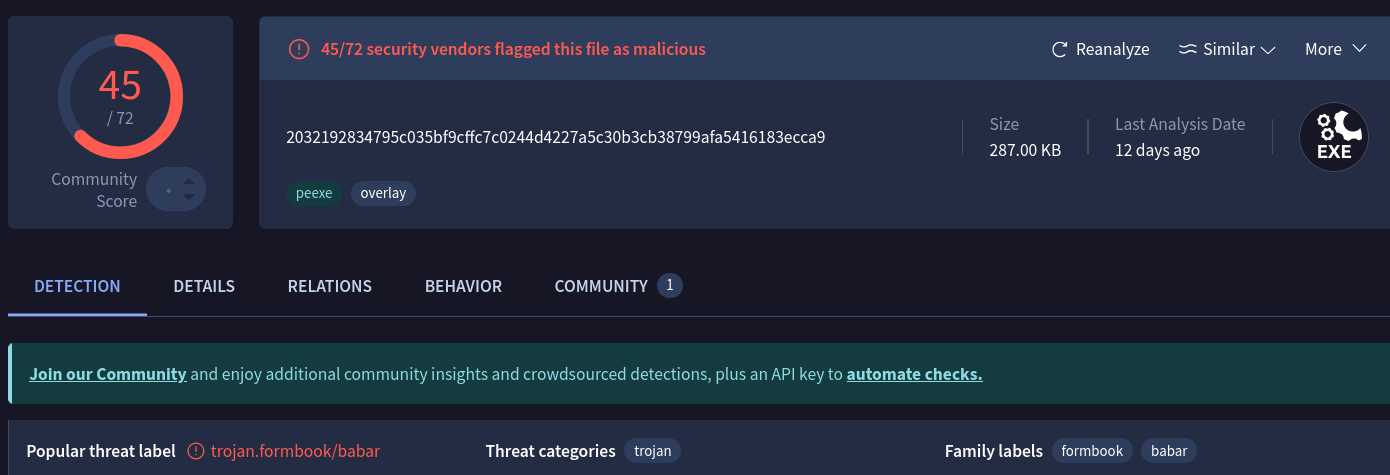 45
/ 72
Community
Score
45/72 security vendors flagged this file as malicious
Reanalyze
Similar
More
2032192834795c035bf9cffc7c0244d4227a5c30b3cb38799afa5416183ecca9
peexe
overlay
Size
287.00 KB
Last Analysis Date
12 days ago
EXE
DETECTION
DETAILS
RELATIONS
BEHAVIOR
COMMUNITY 1
Join our Community and enjoy additional community insights and crowdsourced detections, plus an API key to automate checks.
Popular threat label trojan.formbook/babar
Threat categories trojan
Family labels formbook babar